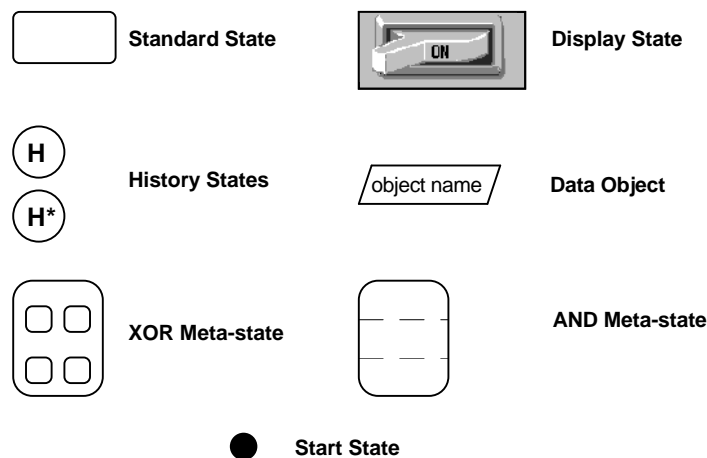 Standard State
ON
Display State
H
History States
H*
object name
Data Object
XOR Meta-state
AND Meta-state
Start State